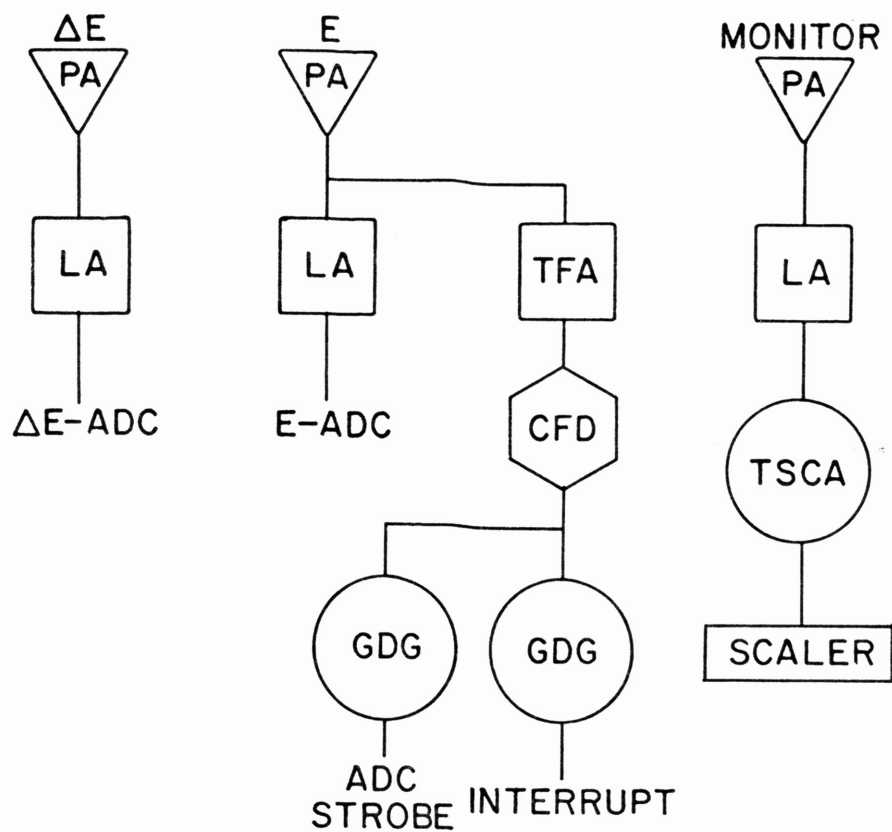 ΔE
E
MONITOR
PA
PA
PA
LA
LA
TFA
LA
ΔE-ADC
E-ADC
CFD
TSCA
GDG
GDG
SCALER
ADC
STROBE
INTERRUPT